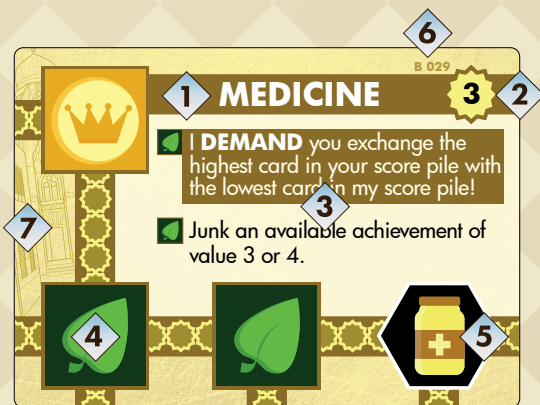 6
B 029
1 MEDICINE 3 2
I DEMAND you exchange the
highest card in your score pile with
the lowest card in my score pile!
3
Junk an available achievement of
value 3 or 4.
7
4
5